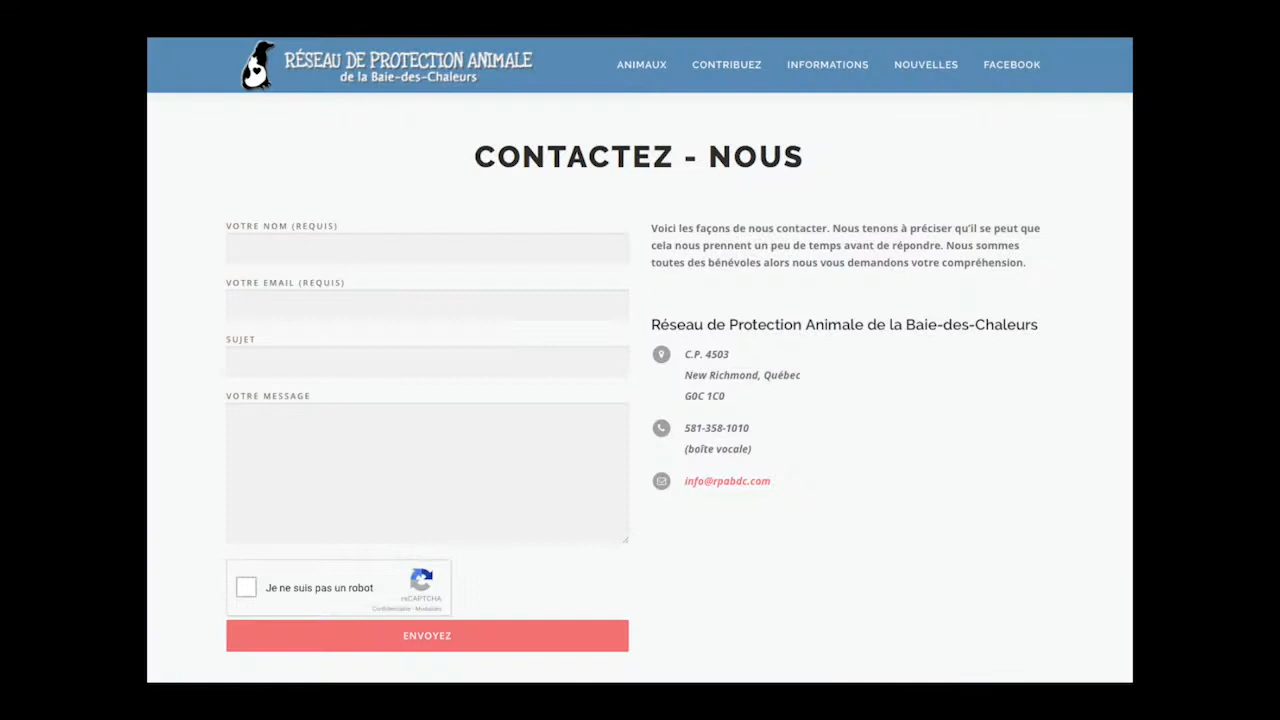 RÉSEAU DE PROTECTION ANIMALE
de la Baie-des-Chaleurs
ANIMAUX
CONTRIBUEZ
INFORMATIONS
NOUVELLES
FACEBOOK
CONTACTEZ - NOUS
VOTRE NOM (REQUIS)
VOTRE EMAIL (REQUIS)
SUJET
VOTRE MESSAGE
Je ne suis pas un robot
reCAPTCHA
Confidentialité - Modalités
ENVOYEZ
Voici les façons de nous contacter. Nous tenons à préciser qu'il se peut que
cela nous prennent un peu de temps avant de répondre. Nous sommes
toutes des bénévoles alors nous vous demandons votre compréhension.
Réseau de Protection Animale de la Baie-des-Chaleurs
C.P. 4503
New Richmond, Québec
G0C 1C0
581-358-1010
(boîte vocale)
info@rpabdc.com